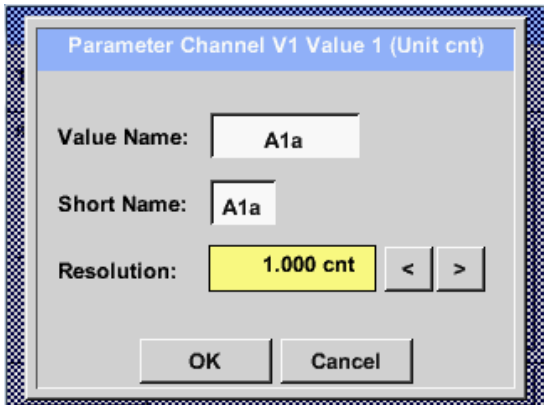 Parameter Channel V1 Value 1 (Unit cnt)
Value Name: A1a
Short Name: A1a
Resolution: 1.000 cnt < >
OK Cancel